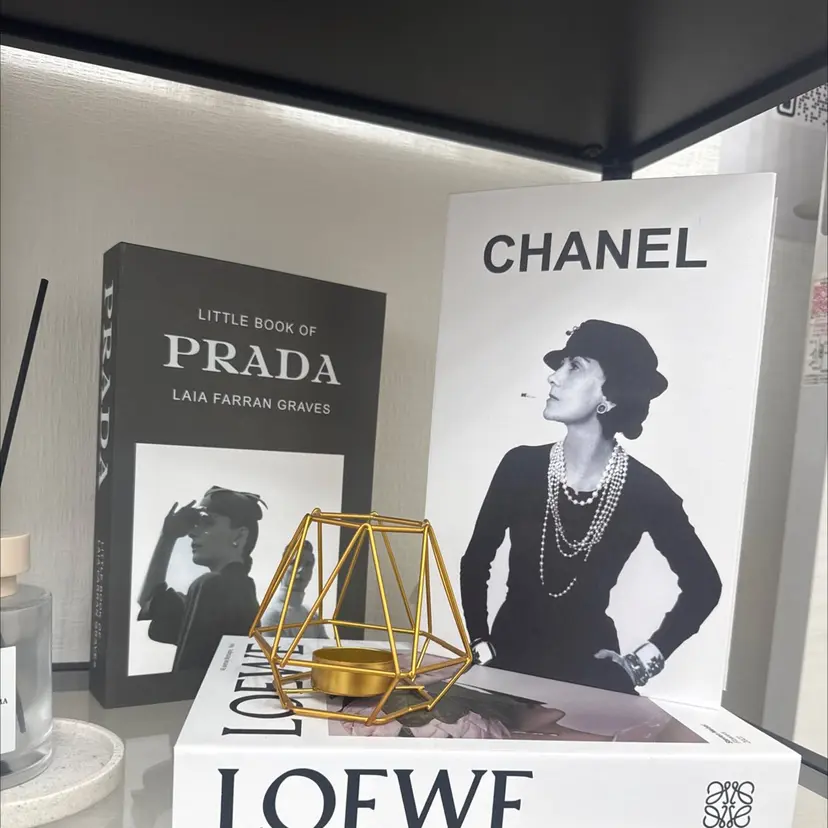 PRADA
LITTLE BOOK OF
PRADA
LAIA FARRAN GRAVES
CHANEL
LOEWE
LOEWE